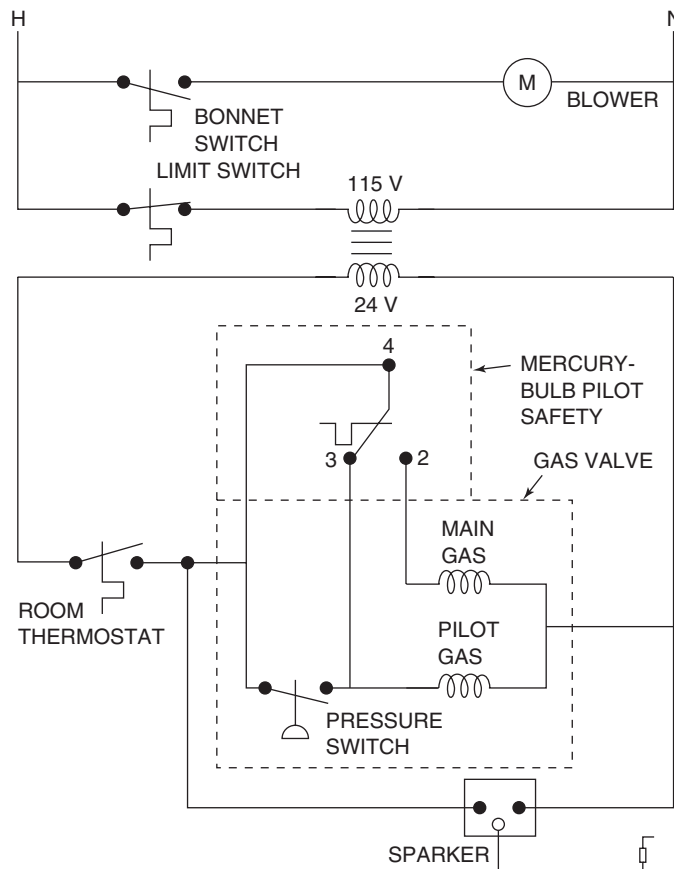 H
N
M
BLOWER
BONNET
SWITCH
LIMIT SWITCH
115 V
24 V
4
MERCURY-
BULB PILOT
SAFETY
3
2
GAS VALVE
MAIN
GAS
ROOM
THERMOSTAT
PILOT
GAS
PRESSURE
SWITCH
SPARKER